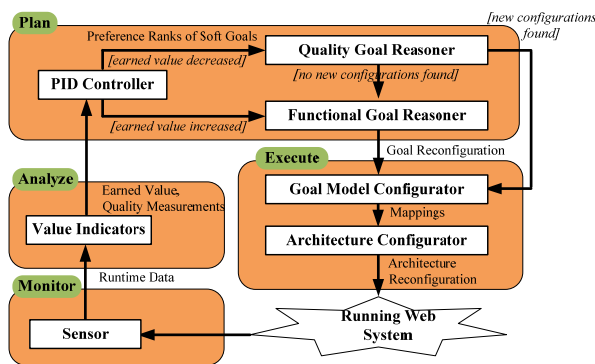 Plan
Preference Ranks of Soft Goals
[new configurations
found]
[earned value decreased]
Quality Goal Reasoner
[no new configurations found]
PID Controller
Functional Goal Reasoner
[earned value increased]
Goal Reconfiguration
Execute
Analyze
Goal Model Configurator
Earned Value,
Quality Measurements
Mappings
Value Indicators
Architecture Configurator
Runtime Data
Architecture
Reconfiguration
Monitor
Running Web
System
Sensor